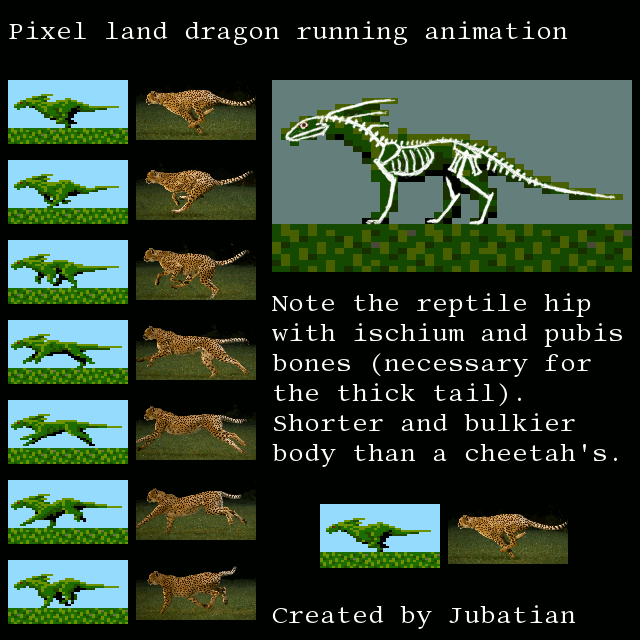 Pixel land dragon running animation
Note the reptile hip
with ischium and pubis
bones (necessary for
the thick tail).
Shorter and bulkier
body than a cheetah's.
Created by Jubatian